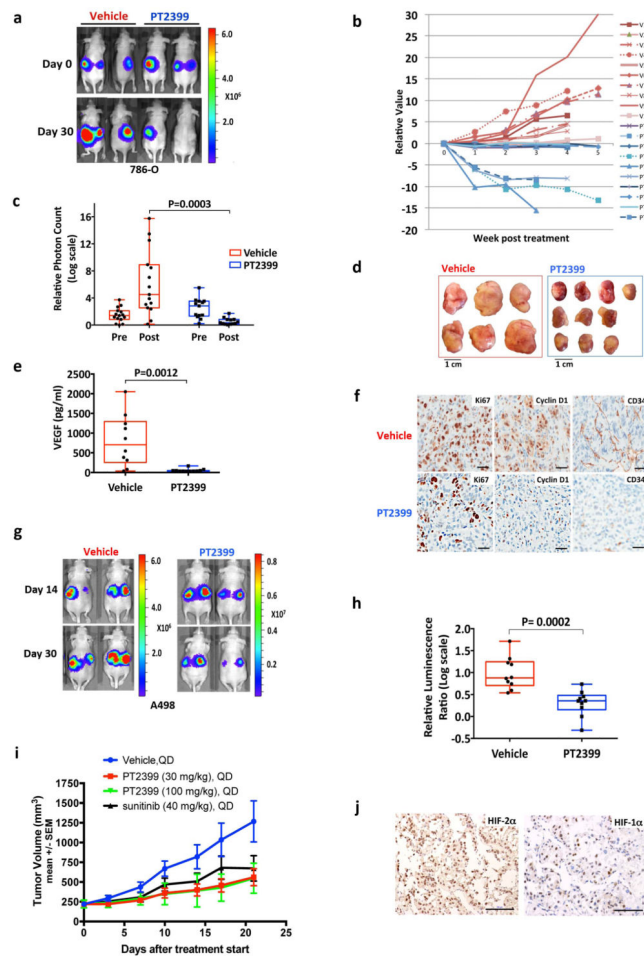 a
Vehicle PT2399
Day 0
Day 30
6.0
X10⁶
4.0
2.0
786-O
b
Relative Value
30
25
20
15
10
5
0
-5
-10
-15
-20
0 1 2 3 4 5
Week post treatment
c
P=0.0003
Relative Photon Count
(Log scale)
16
12
8
4
0
Vehicle
PT2399
Pre Post Pre Post
d
Vehicle PT2399
1 cm 1 cm
e
P=0.0012
VEGF (pg/ml)
2500
2000
1500
1000
500
0
Vehicle PT2399
f
Ki67 Cyclin D1 CD34
Vehicle
Ki67 Cyclin D1 CD34
PT2399
g
Vehicle PT2399
Day 14
Day 30
6.0
4.0
X10⁶
2.0
0.8
0.6
X10⁷
0.4
0.2
A498
h
P= 0.0002
Relative Luminescence
Ratio (Log scale)
2.0
1.5
1.0
0.5
0.0
-0.5
Vehicle PT2399
i
Vehicle,QD
PT2399 (30 mg/kg), QD
PT2399 (100 mg/kg), QD
sunitinib (40 mg/kg), QD
Tumor Volume (mm³)
mean +/- SEM
1750
1500
1250
1000
750
500
250
0
0 5 10 15 20 25
Days after treatment start
j
HIF-2α HIF-1α